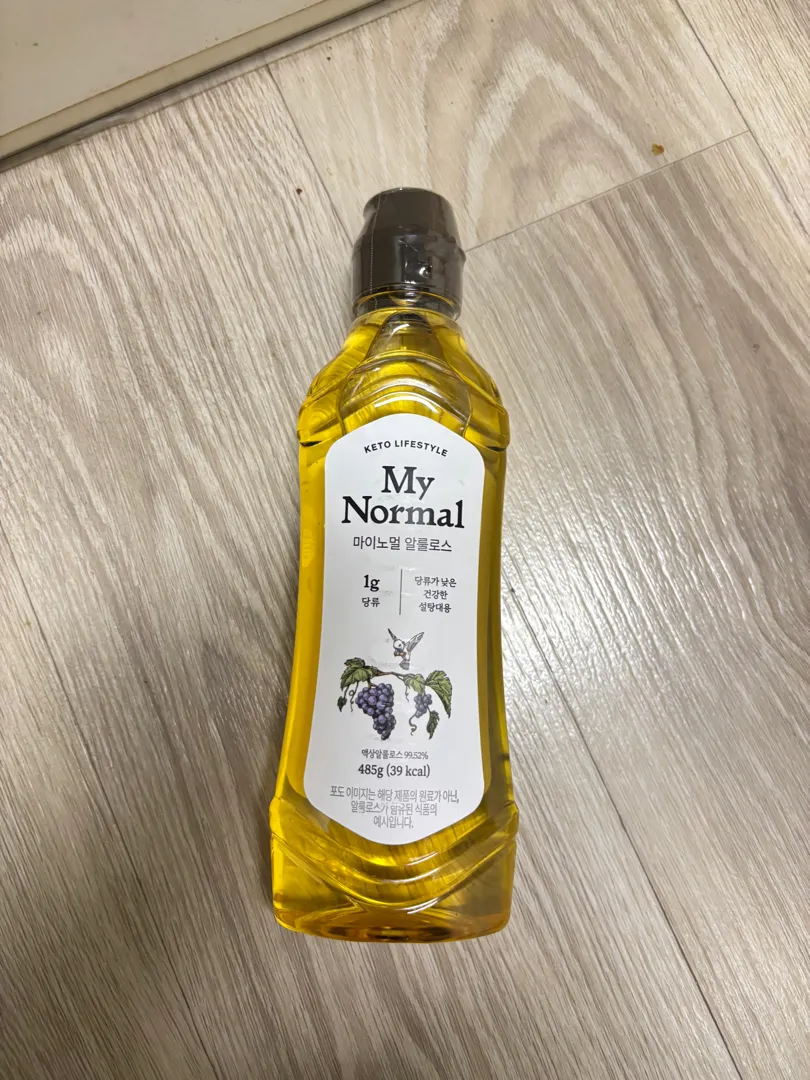 KETO LIFESTYLE
My
Normal
마이노멀 알룰로스
1g
당류
당류가 낮은
건강한
설탕대용
액상알룰로스 99.52%
485g (39 kcal)
포도 이미지는 해당 제품의 원료가 아닌,
알룰로스가 함유된 식품의
예시입니다.